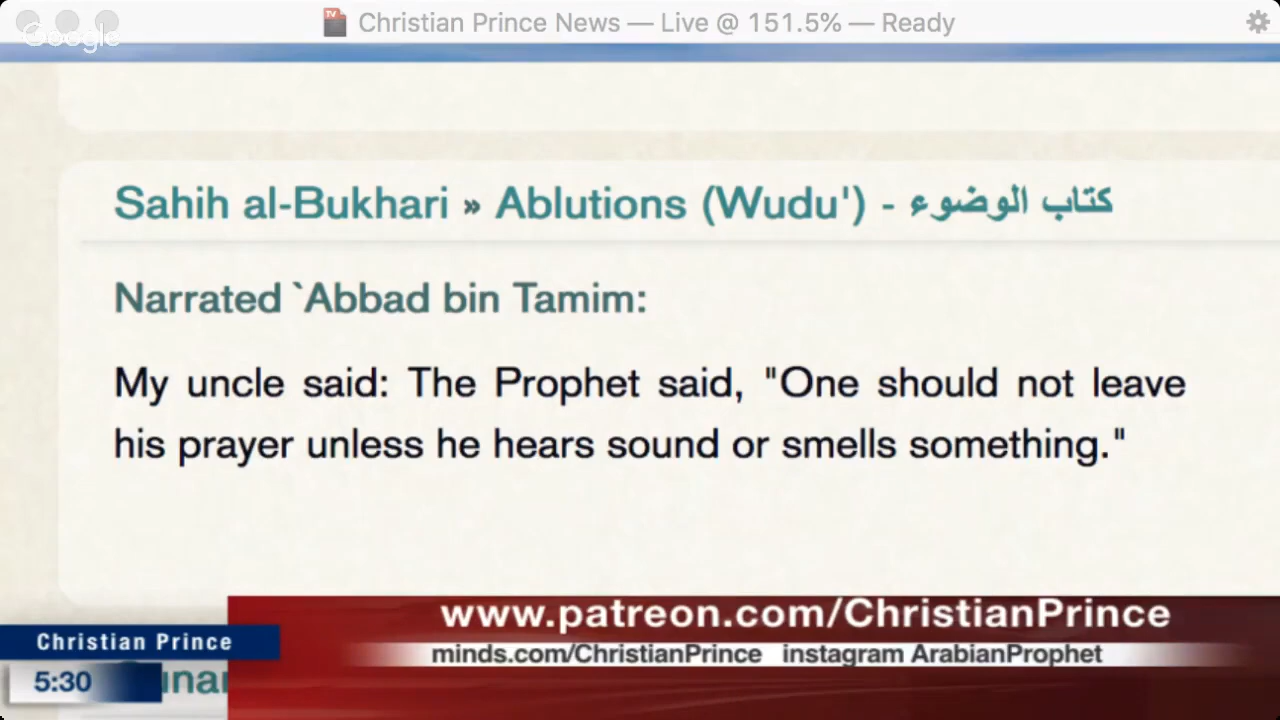 Christian Prince News — Live @ 151.5% — Ready
Google
Sahih al-Bukhari » Ablutions (Wudu') - كتاب الوضوء
Narrated `Abbad bin Tamim:
My uncle said: The Prophet said, "One should not leave
his prayer unless he hears sound or smells something."
www.patreon.com/ChristianPrince
Christian Prince
minds.com/ChristianPrince instagram ArabianProphet
5:30